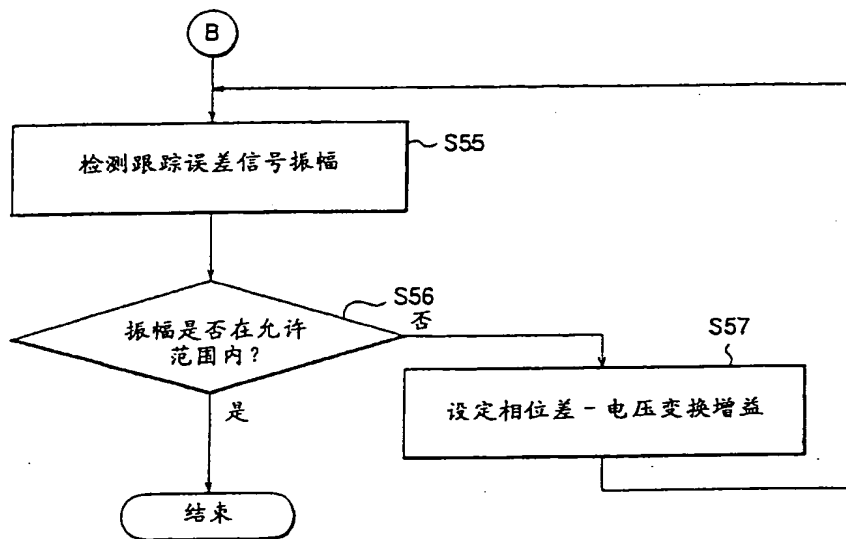 B
检测跟踪误差信号振幅
S55
S56
振幅是否在允许
范围内?
否
S57
设定相位差-电压变换增益
是
结束